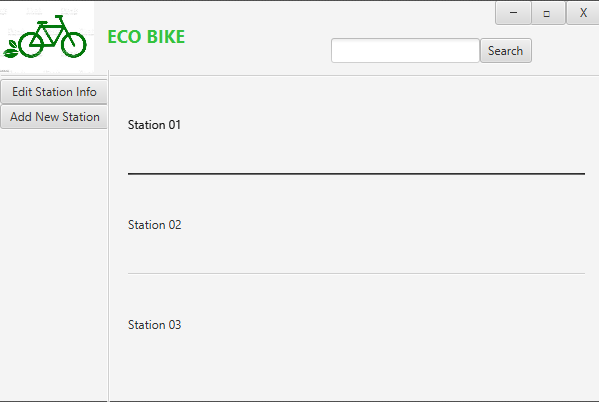 ECO BIKE
X
Search
Edit Station Info
Add New Station
Station 01
Station 02
Station 03